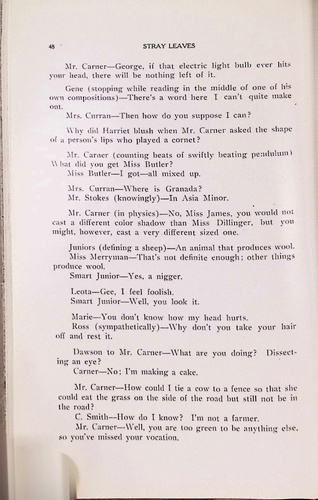 48 STRAY LEAVES
Mr. Carner—George, if that electric light bulb ever hits
your head, there will be nothing left of it.
Gene (stopping while reading in the middle of one of his
own compositions)—There's a word here I can't quite make
out.
Mrs. Curran—Then how do you suppose I can?
Why did Harriet blush when Mr. Carner asked the shape
of a person's lips who played a cornet?
Mr. Carner (counting beats of swiftly beating pendulum)
What did you get Miss Butler?
Miss Butler—I got—all mixed up.
Mrs. Curran—Where is Granada?
Mr. Stokes (knowingly)—In Asia Minor.
Mr. Carner (in physics)—No, Miss James, you would not
cast a different color shadow than Miss Dillinger, but you
might, however, cast a very different sized one.
Juniors (defining a sheep)—An animal that produces wool.
Miss Merryman—That's not definite enough; other things
produce wool.
Smart Junior—Yes, a nigger.
Leota—Gee, I feel foolish.
Smart Junior—Well, you look it.
Marie—You don't know how my head hurts.
Ross (sympathetically)—Why don't you take your hair
off and rest it.
Dawson to Mr. Carner—What are you doing? Dissect-
ing an eye?
Carner—No; I'm making a cake.
Mr. Carner—How could I tie a cow to a fence so that she
could eat the grass on the side of the road but still not be in
the road?
C. Smith—How do I know? I'm not a farmer.
Mr. Carner—Well, you are too green to be anything else,
so you've missed your vocation.